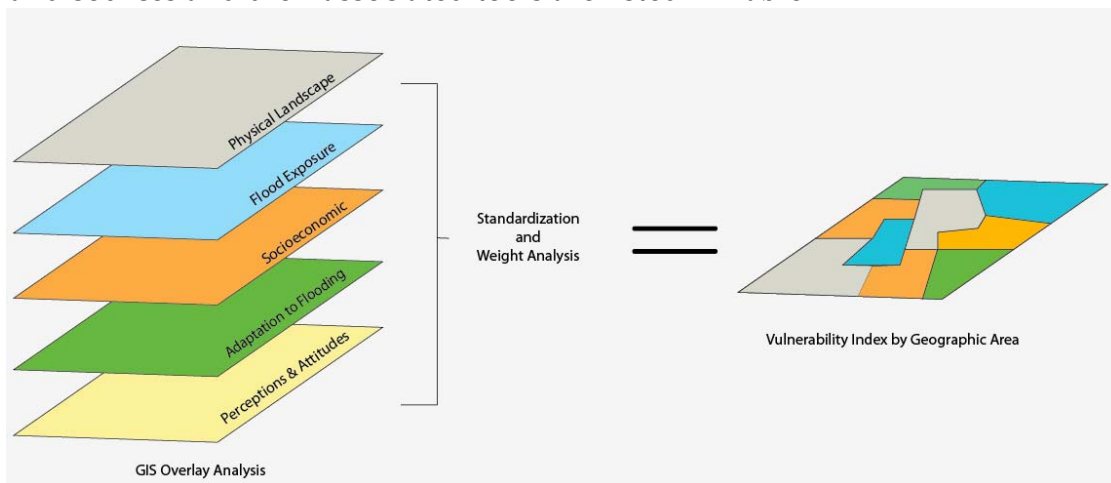 Physical Landscape
Flood Exposure
Socioeconomic
Adaptation to Flooding
Perceptions & Attitudes
GIS Overlay Analysis
Standardization
and
Weight Analysis
Vulnerability Index by Geographic Area